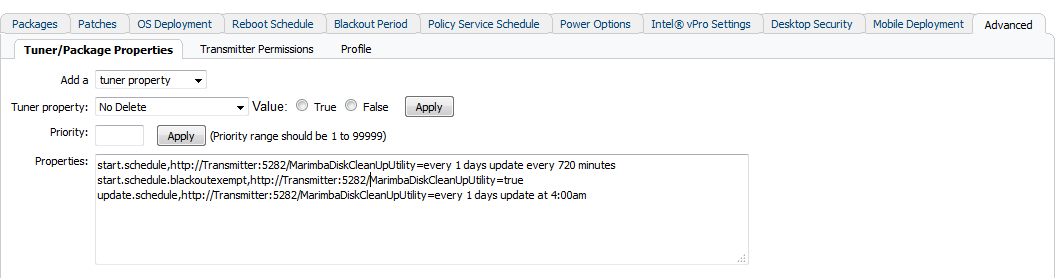 Packages Patches OS Deployment Reboot Schedule Blackout Period Policy Service Schedule Power Options Intel® vPro Settings Desktop Security Mobile Deployment Advanced
Tuner/Package Properties Transmitter Permissions Profile
Add a tuner property
Tuner property: No Delete Value: True False Apply
Priority: Apply (Priority range should be 1 to 99999)
Properties:
start.schedule,http://Transmitter:5282/MarimbaDiskCleanUpUtility=every 1 days update every 720 minutes
start.schedule.blackoutexempt,http://Transmitter:5282/MarimbaDiskCleanUpUtility=true
update.schedule,http://Transmitter:5282/MarimbaDiskCleanUpUtility=every 1 days update at 4:00am